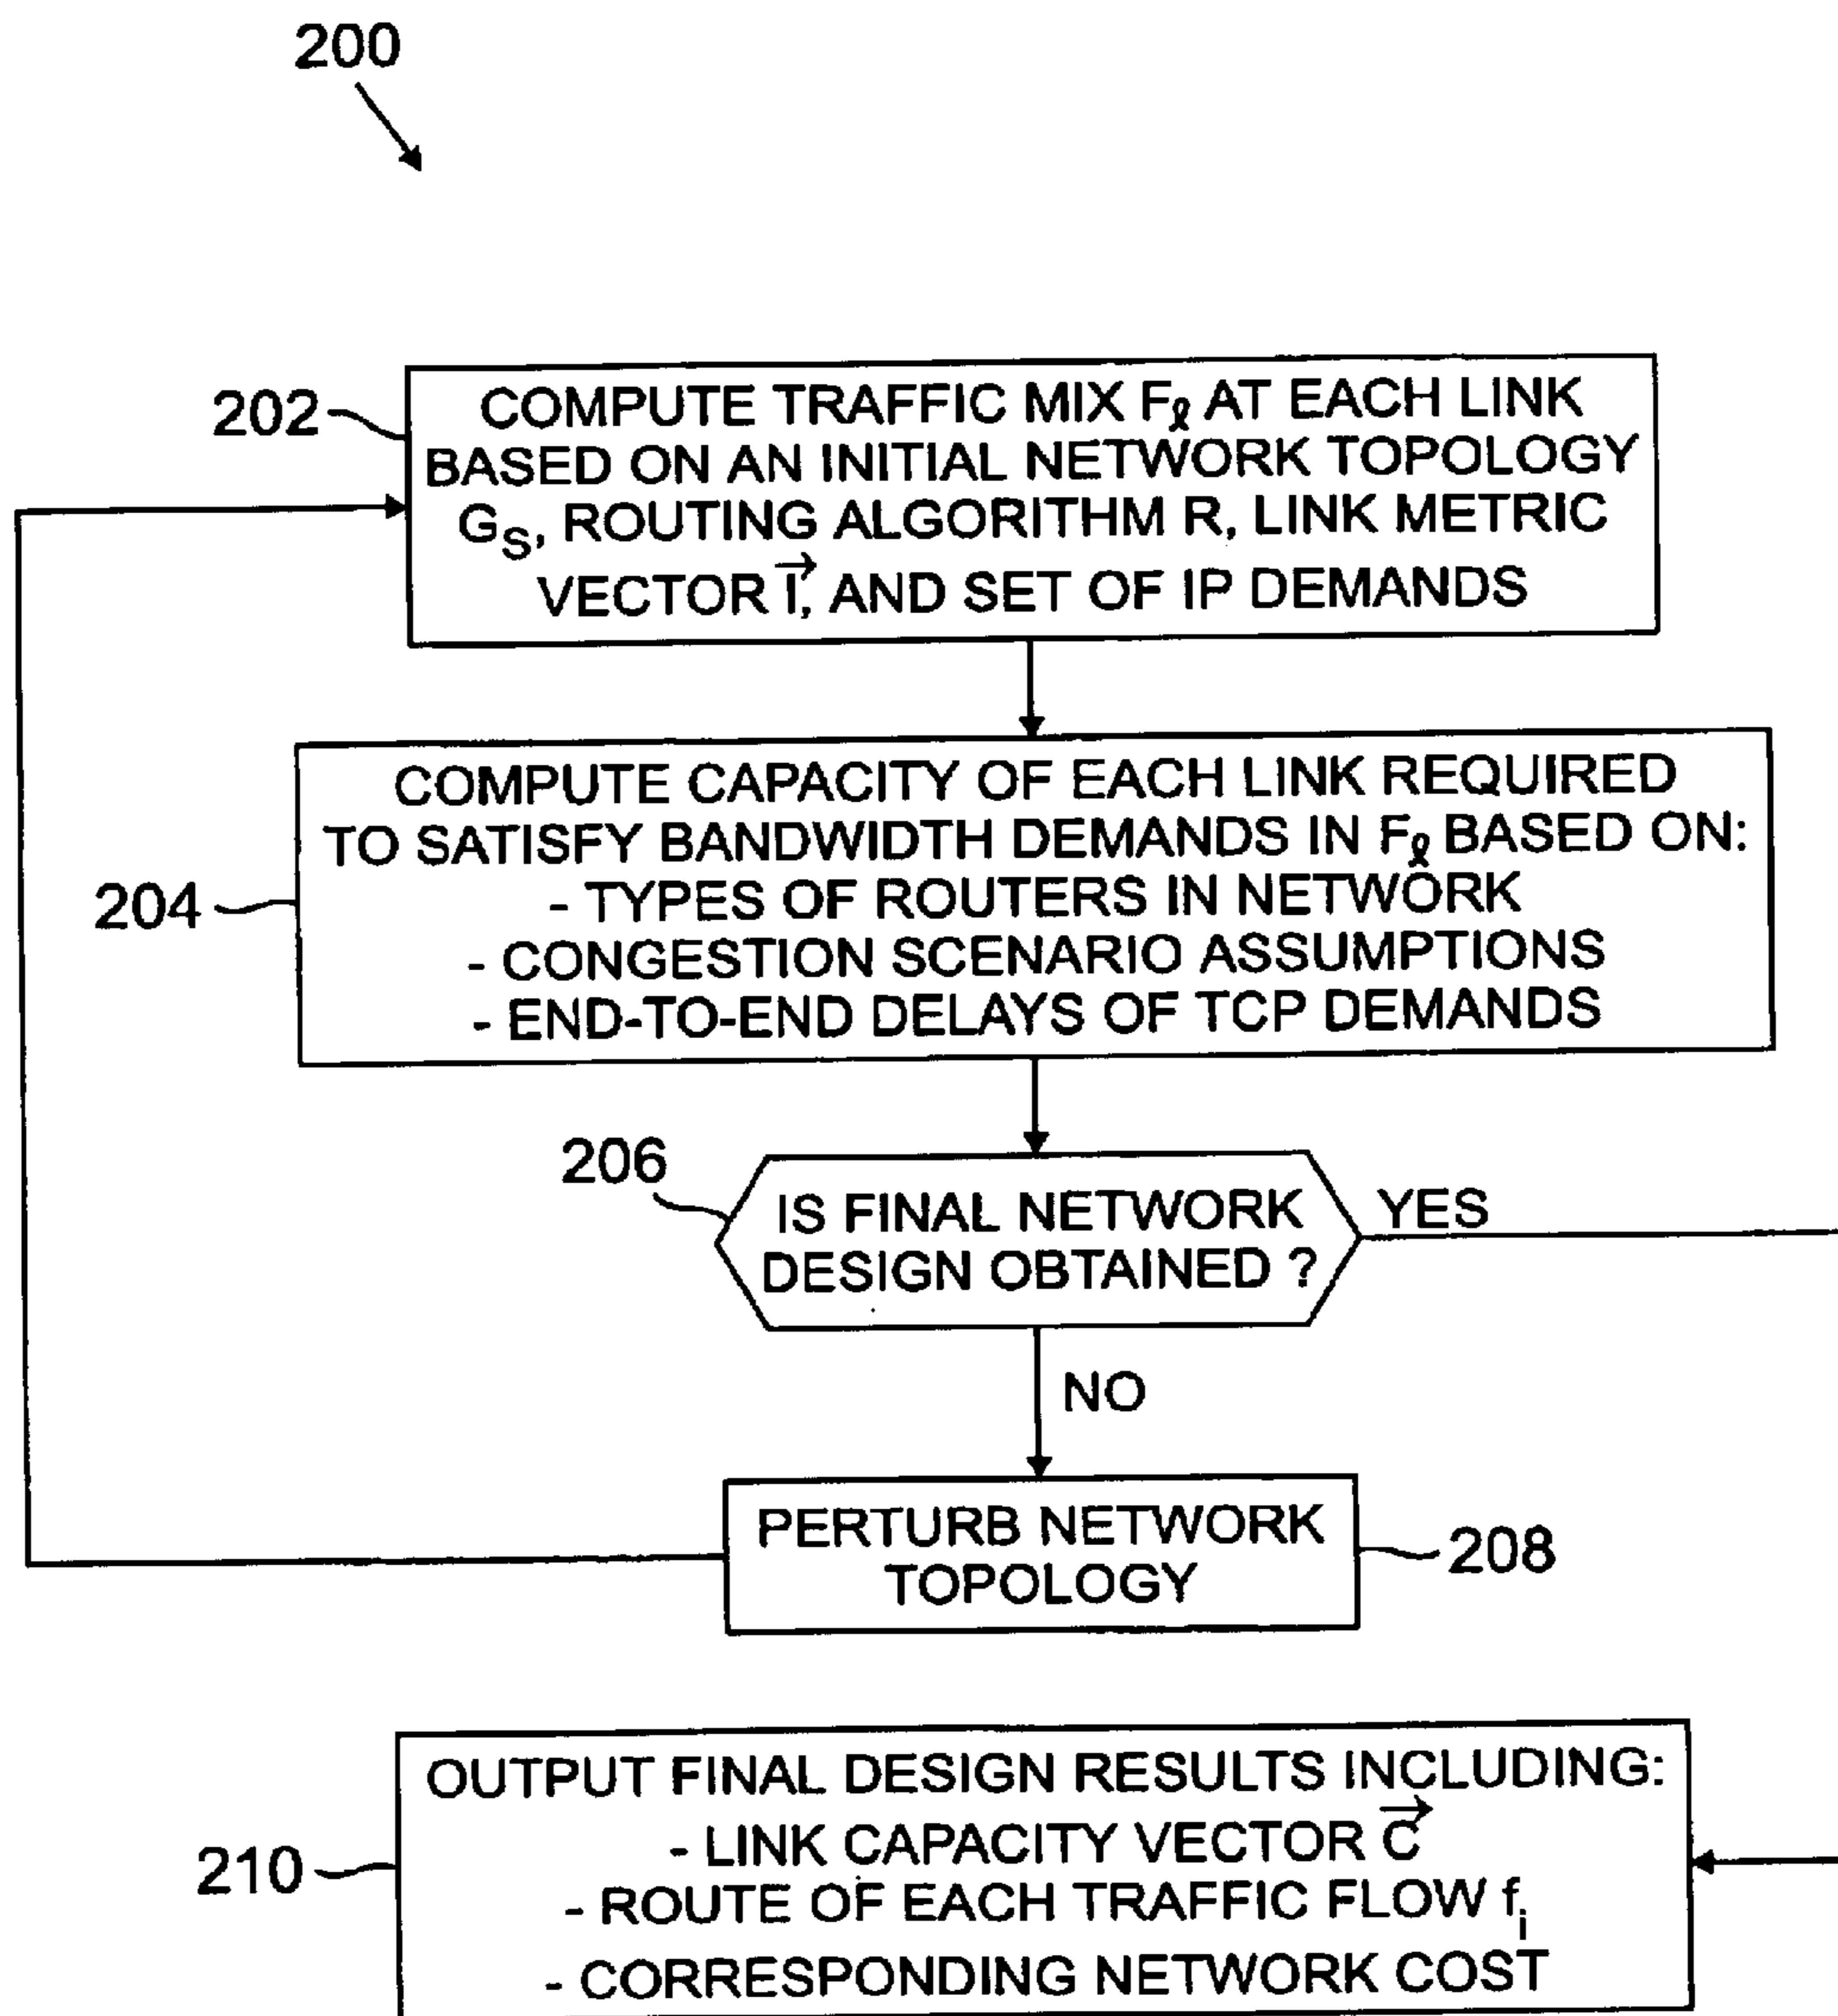 200
202
COMPUTE TRAFFIC MIX Fℓ AT EACH LINK
BASED ON AN INITIAL NETWORK TOPOLOGY
GS, ROUTING ALGORITHM R, LINK METRIC
VECTOR I⃗, AND SET OF IP DEMANDS
204
COMPUTE CAPACITY OF EACH LINK REQUIRED
TO SATISFY BANDWIDTH DEMANDS IN Fℓ BASED ON:
- TYPES OF ROUTERS IN NETWORK
- CONGESTION SCENARIO ASSUMPTIONS
- END-TO-END DELAYS OF TCP DEMANDS
206
IS FINAL NETWORK
DESIGN OBTAINED ?
YES
NO
PERTURB NETWORK
TOPOLOGY
208
210
OUTPUT FINAL DESIGN RESULTS INCLUDING:
- LINK CAPACITY VECTOR C⃗
- ROUTE OF EACH TRAFFIC FLOW fi
- CORRESPONDING NETWORK COST